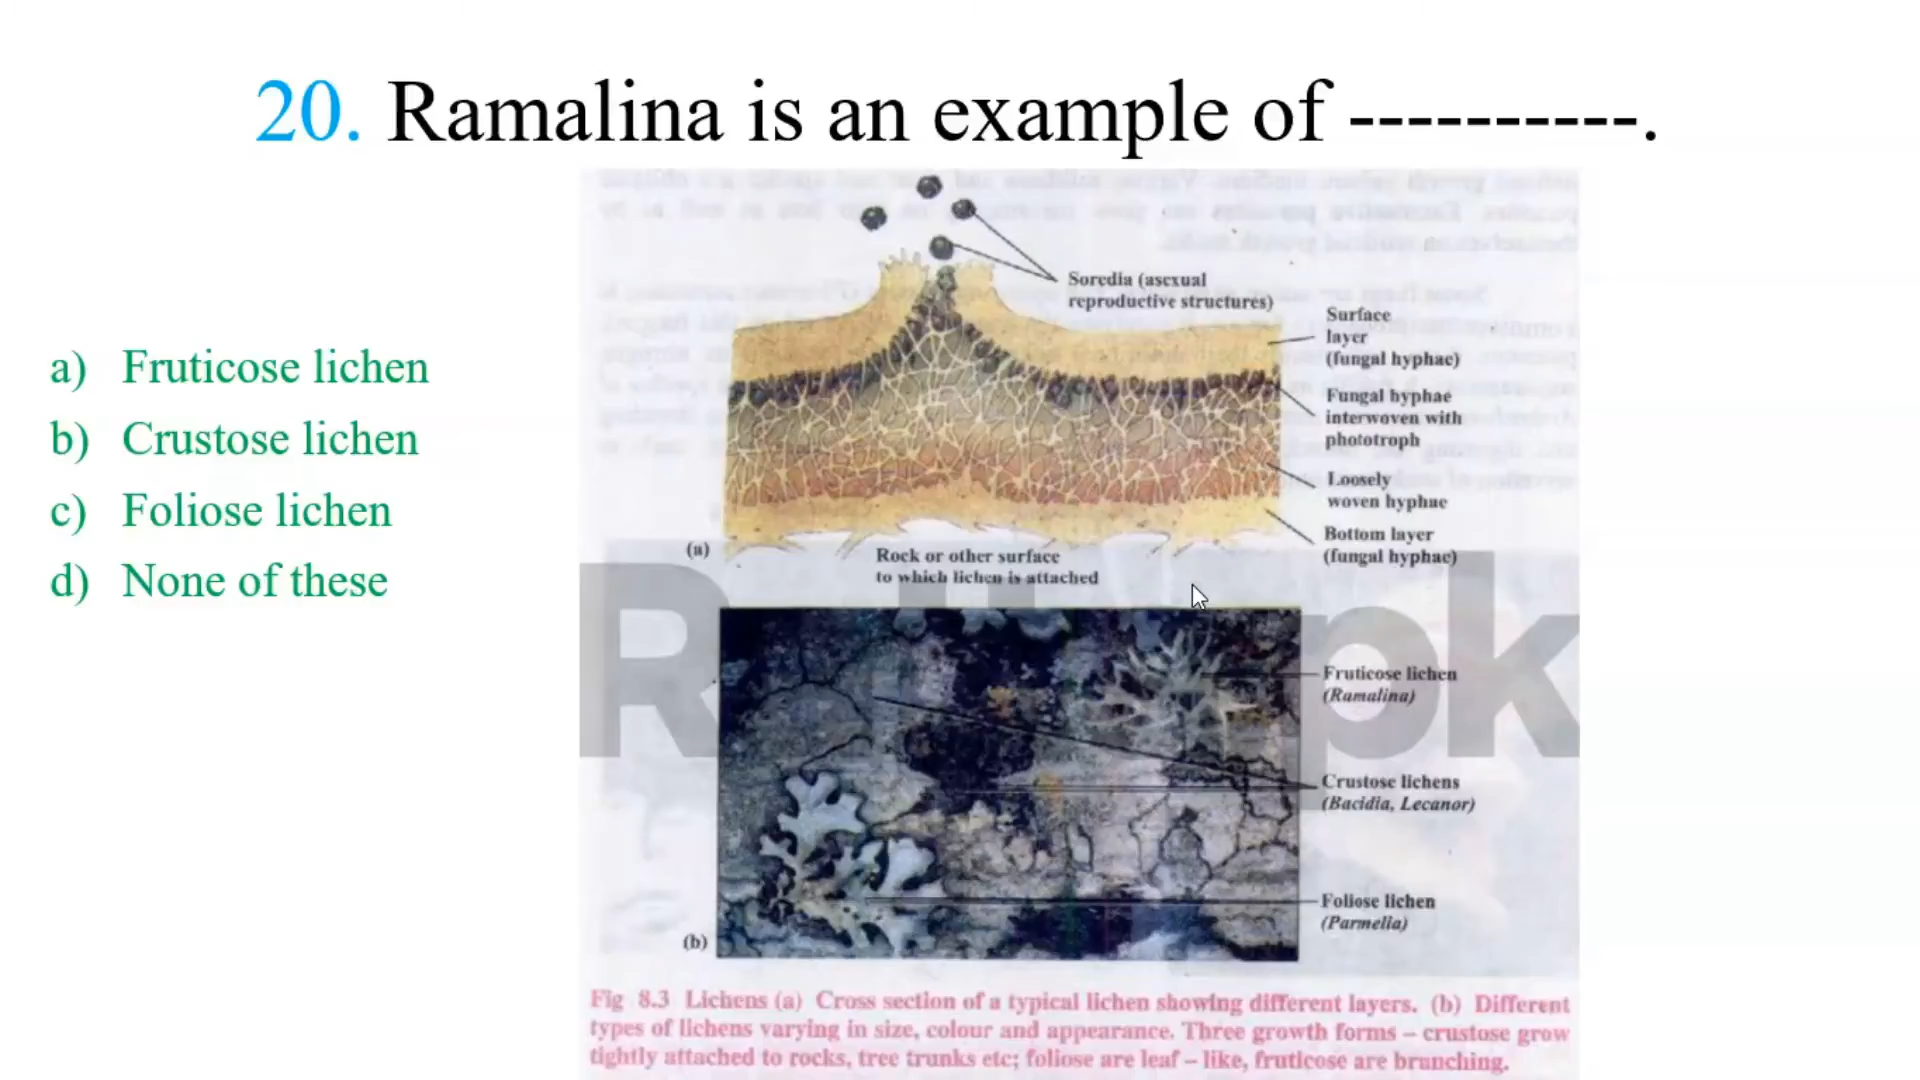 20. Ramalina is an example of ----------.
a) Fruticose lichen
b) Crustose lichen
c) Foliose lichen
d) None of these
Soredia (asexual
reproductive structures)
Surface
layer
(fungal hyphae)
Fungal hyphae
interwoven with
phototroph
Loosely
woven hyphae
Bottom layer
(fungal hyphae)
(a)
Rock or other surface
to which lichen is attached
Fruticose lichen
(Ramalina)
Crustose lichens
(Bacidia, Lecanor)
Foliose lichen
(Parmelia)
(b)
pk
Fig 8.3 Lichens (a) Cross section of a typical lichen showing different layers. (b) Different
types of lichens varying in size, colour and appearance. Three growth forms – crustose grow
tightly attached to rocks, tree trunks etc; foliose are leaf – like, fruticose are branching.